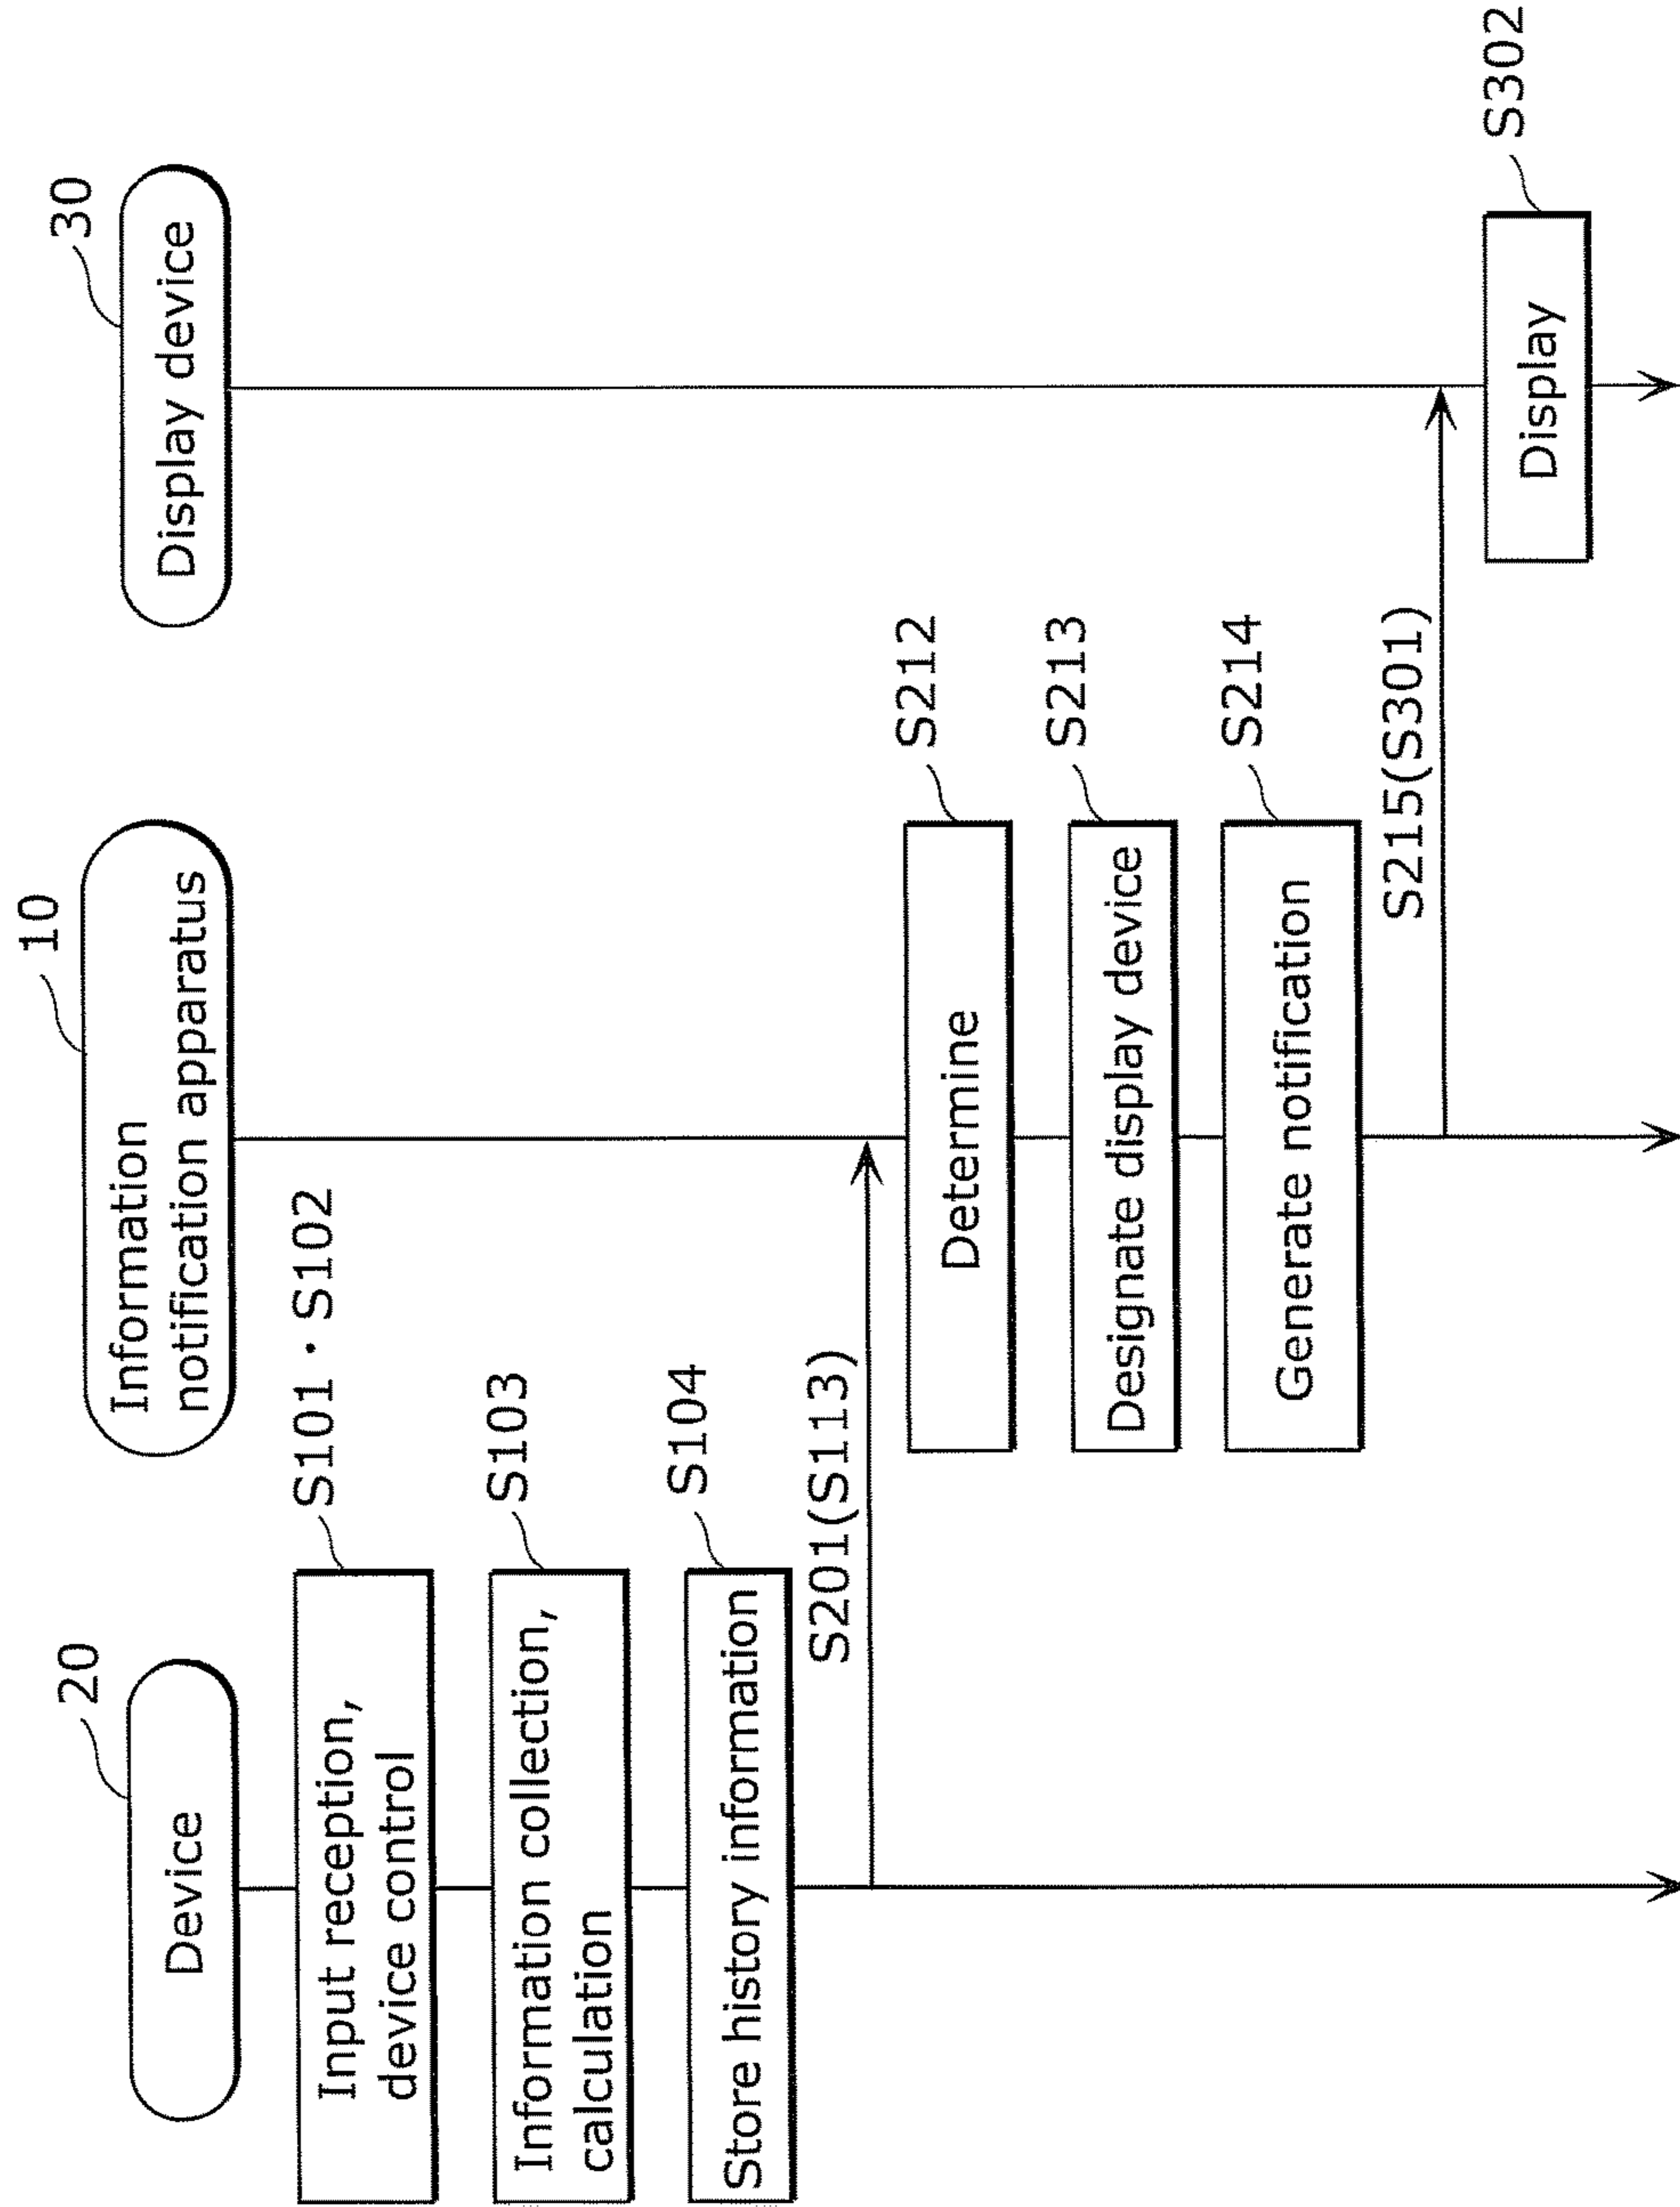 20
Device
10
Information
notification apparatus
30
Display device
S101・S102
Input reception,
device control
S103
Information collection,
calculation
S104
Store history information
S201(S113)
S212
Determine
S213
Designate display device
S214
Generate notification
S215(S301)
S302
Display